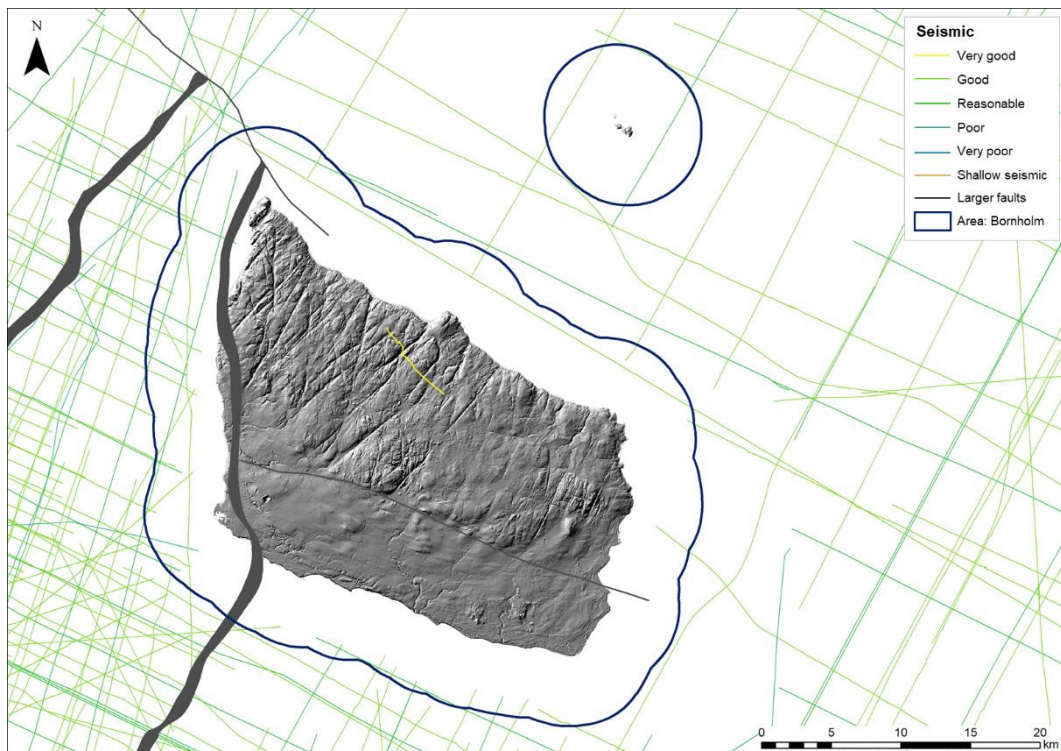 N
Seismic
Very good
Good
Reasonable
Poor
Very poor
Shallow seismic
Larger faults
Area: Bornholm
0 5 10 15 20
km